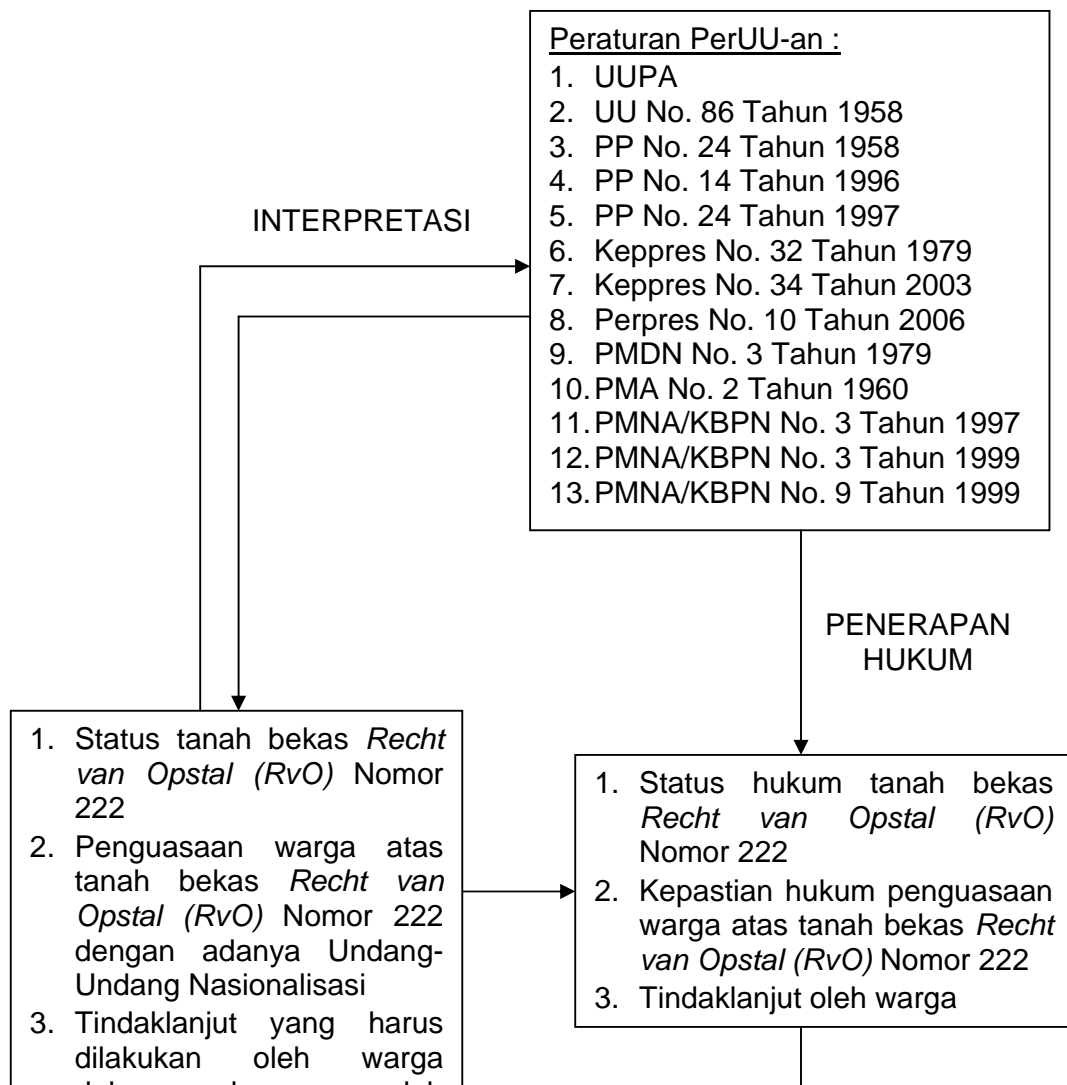 Peraturan PerUU-an :
1. UUPA
2. UU No. 86 Tahun 1958
3. PP No. 24 Tahun 1958
4. PP No. 14 Tahun 1996
5. PP No. 24 Tahun 1997
6. Keppres No. 32 Tahun 1979
7. Keppres No. 34 Tahun 2003
8. Perpres No. 10 Tahun 2006
9. PMDN No. 3 Tahun 1979
10. PMA No. 2 Tahun 1960
11. PMNA/KBPN No. 3 Tahun 1997
12. PMNA/KBPN No. 3 Tahun 1999
13. PMNA/KBPN No. 9 Tahun 1999
INTERPRETASI
PENERAPAN
HUKUM
1. Status tanah bekas Recht
van Opstal (RvO) Nomor
222
2. Penguasaan warga atas
tanah bekas Recht van
Opstal (RvO) Nomor 222
dengan adanya Undang-
Undang Nasionalisasi
3. Tindaklanjut yang harus
dilakukan oleh warga
1. Status hukum tanah bekas
Recht van Opstal (RvO)
Nomor 222
2. Kepastian hukum penguasaan
warga atas tanah bekas Recht
van Opstal (RvO) Nomor 222
3. Tindaklanjut oleh warga